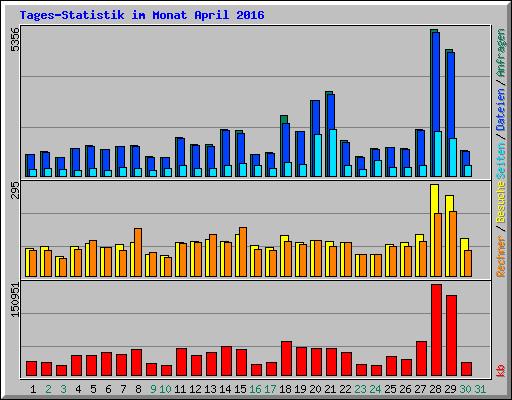 Tages-Statistik im Monat April 2016
5356
295
150951
Rechner / Besuche Seiten / Dateien / Anfragen
kb
1 2 3 4 5 6 7 8 9 10 11 12 13 14 15 16 17 18 19 20 21 22 23 24 25 26 27 28 29 30 31